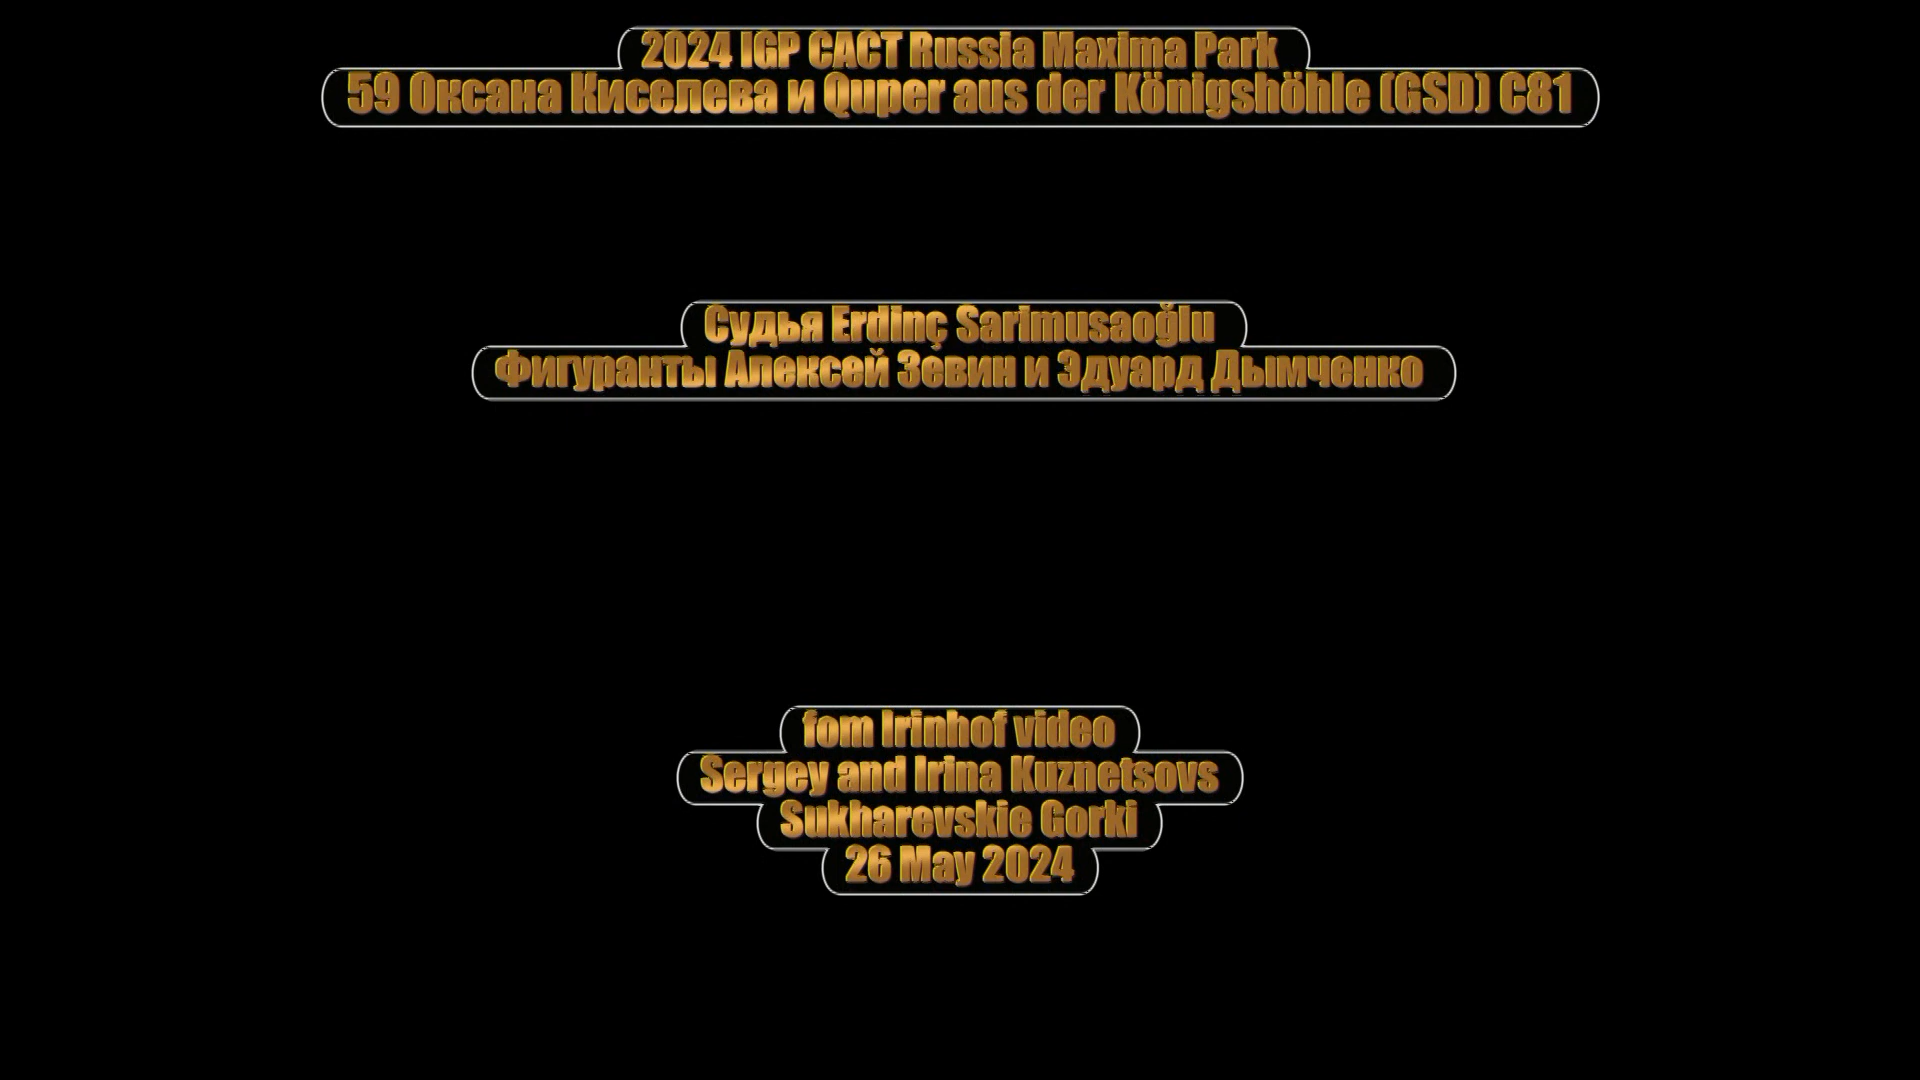 2024 IGP CACT Russia Maxima Park
59 Оксана Киселева и Quper aus der Königshöhle (GSD) C81
Судья Erdinç Sarimusaoğlu
Фигуранты Алексей Зевин и Эдуард Дымченко
fom Irinhof video
Sergey and Irina Kuznetsovs
Sukharevskie Gorki
26 May 2024